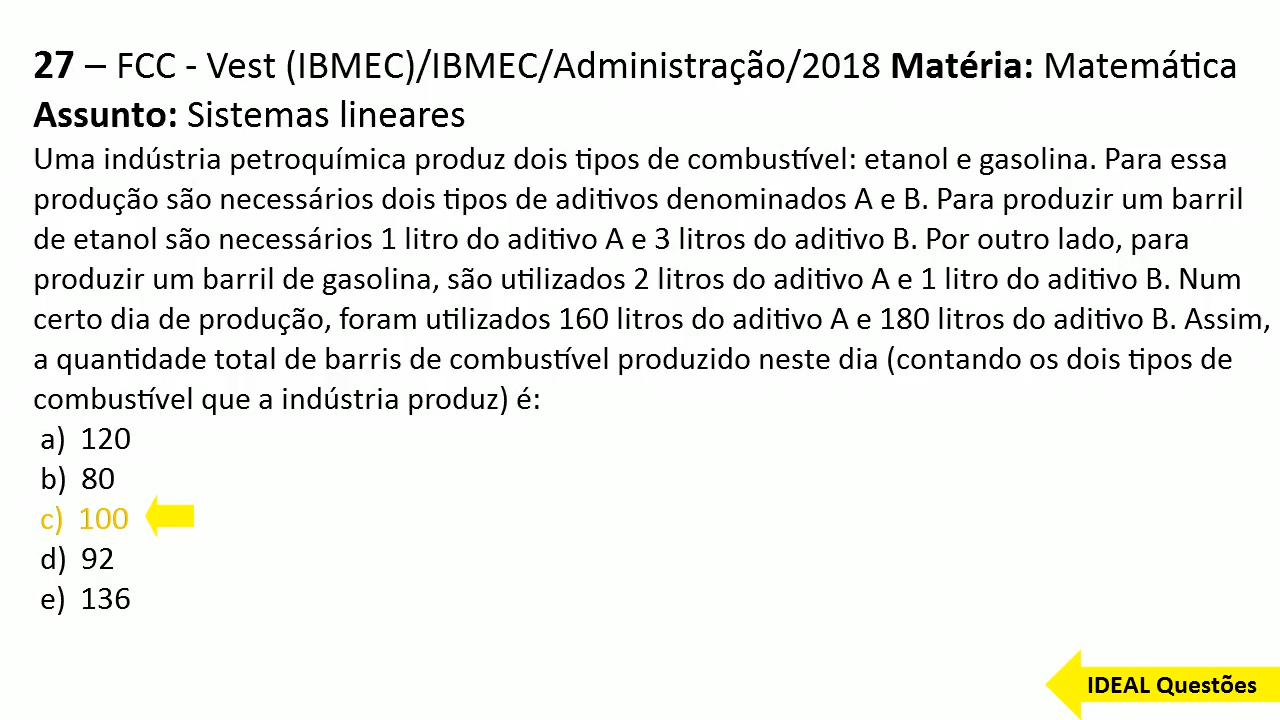 27 – FCC - Vest (IBMEC)/IBMEC/Administração/2018 Matéria: Matemática
Assunto: Sistemas lineares
Uma indústria petroquímica produz dois tipos de combustível: etanol e gasolina. Para essa
produção são necessários dois tipos de aditivos denominados A e B. Para produzir um barril
de etanol são necessários 1 litro do aditivo A e 3 litros do aditivo B. Por outro lado, para
produzir um barril de gasolina, são utilizados 2 litros do aditivo A e 1 litro do aditivo B. Num
certo dia de produção, foram utilizados 160 litros do aditivo A e 180 litros do aditivo B. Assim,
a quantidade total de barris de combustível produzido neste dia (contando os dois tipos de
combustível que a indústria produz) é:
a) 120
b) 80
c) 100
d) 92
e) 136
IDEAL Questões